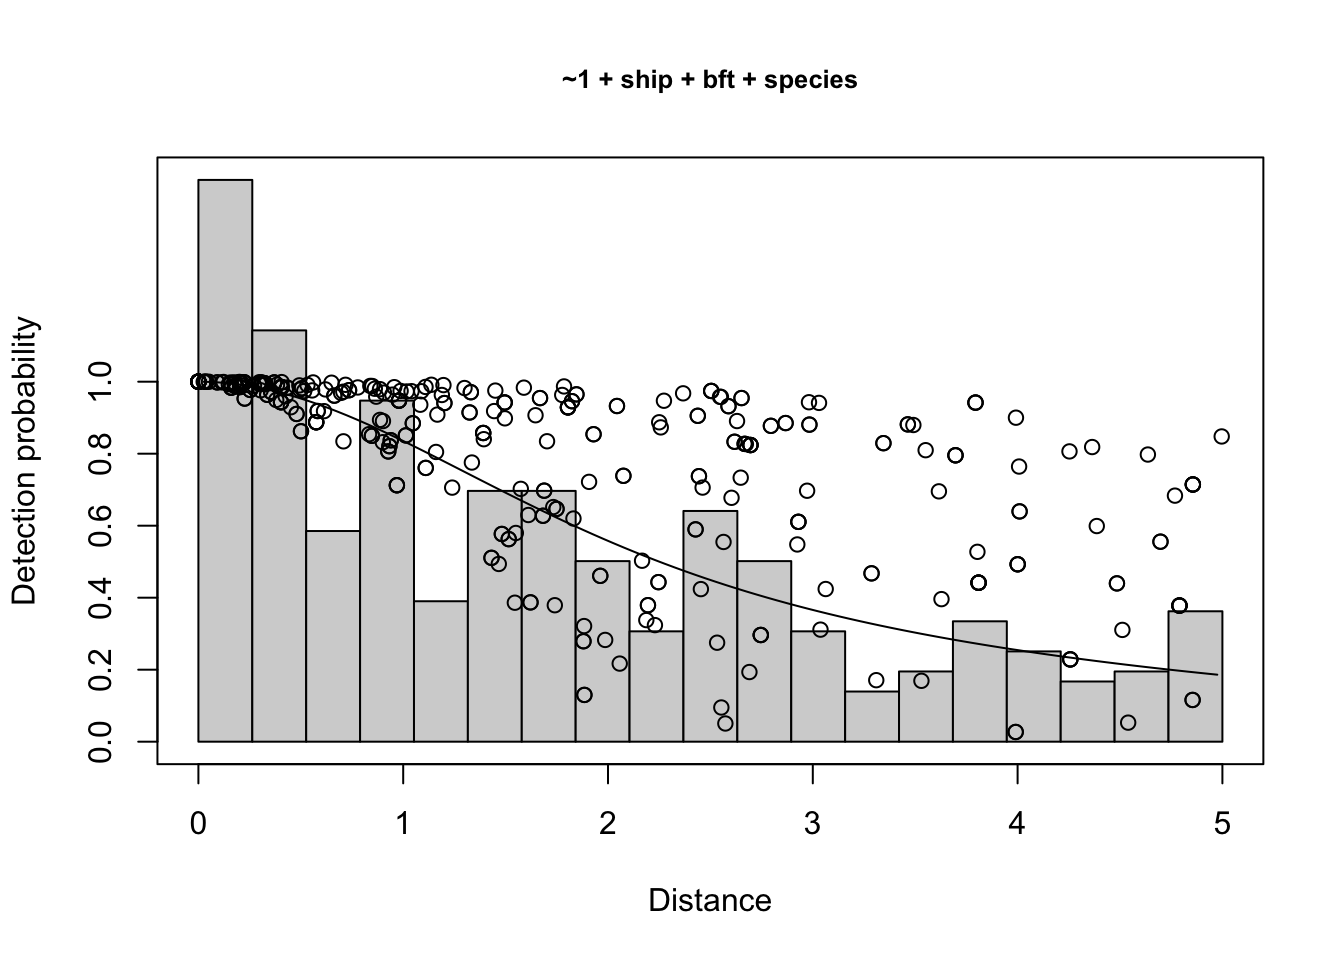 ~1 + ship + bft + species
Detection probability
1.0
0.8
0.6
0.4
0.2
0.0
0 1 2 3 4 5
Distance